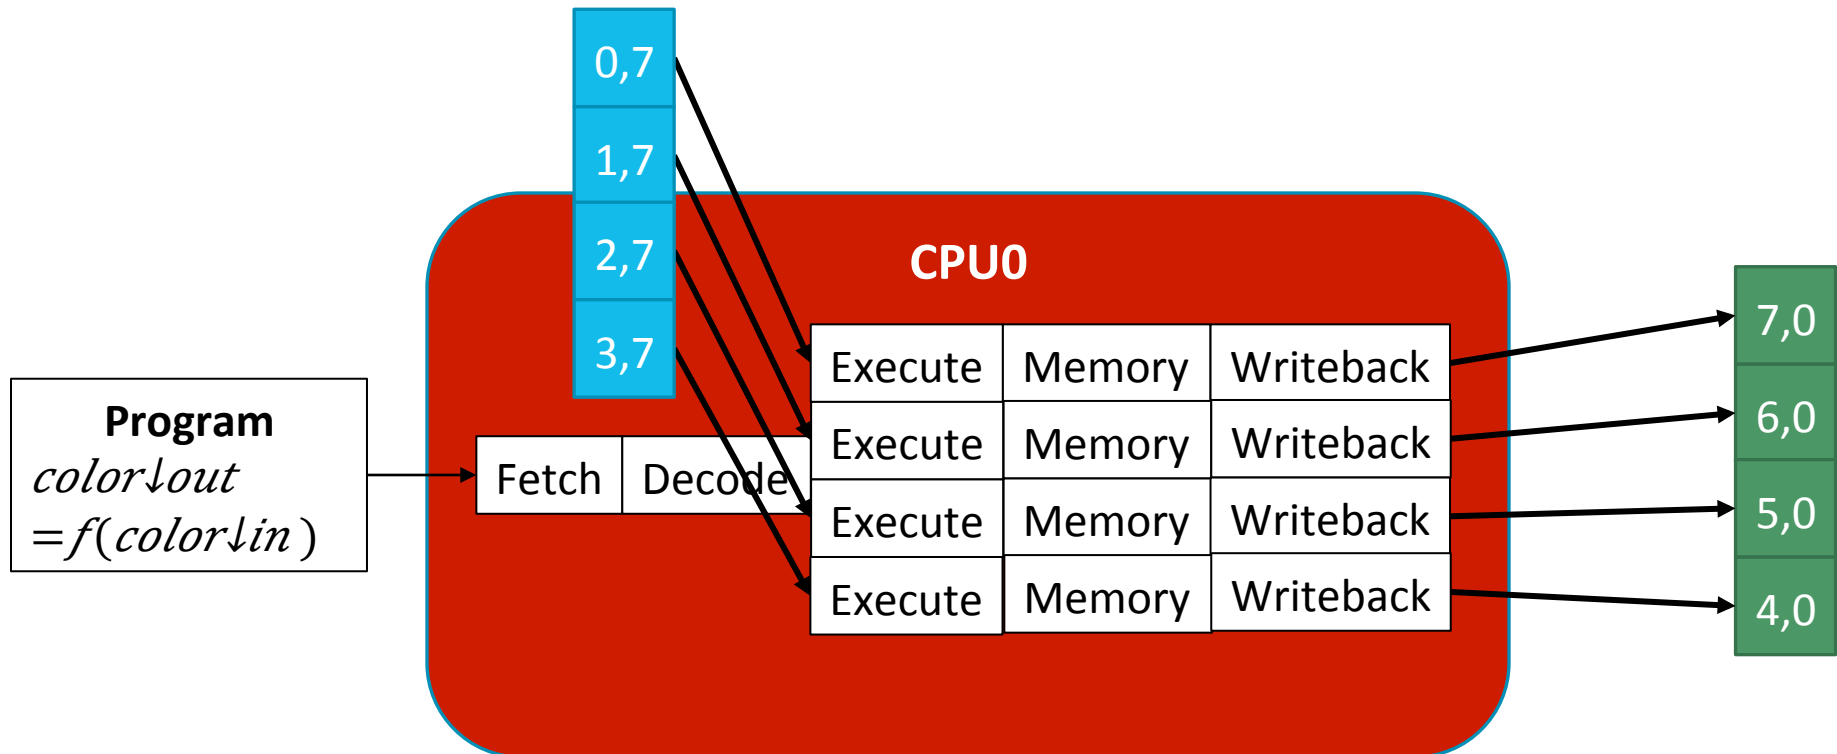 0,7
1,7
2,7
3,7
CPU0
Program
color↓out
=f(color↓in )
Fetch Decode
Execute Memory Writeback
Execute Memory Writeback
Execute Memory Writeback
Execute Memory Writeback
7,0
6,0
5,0
4,0